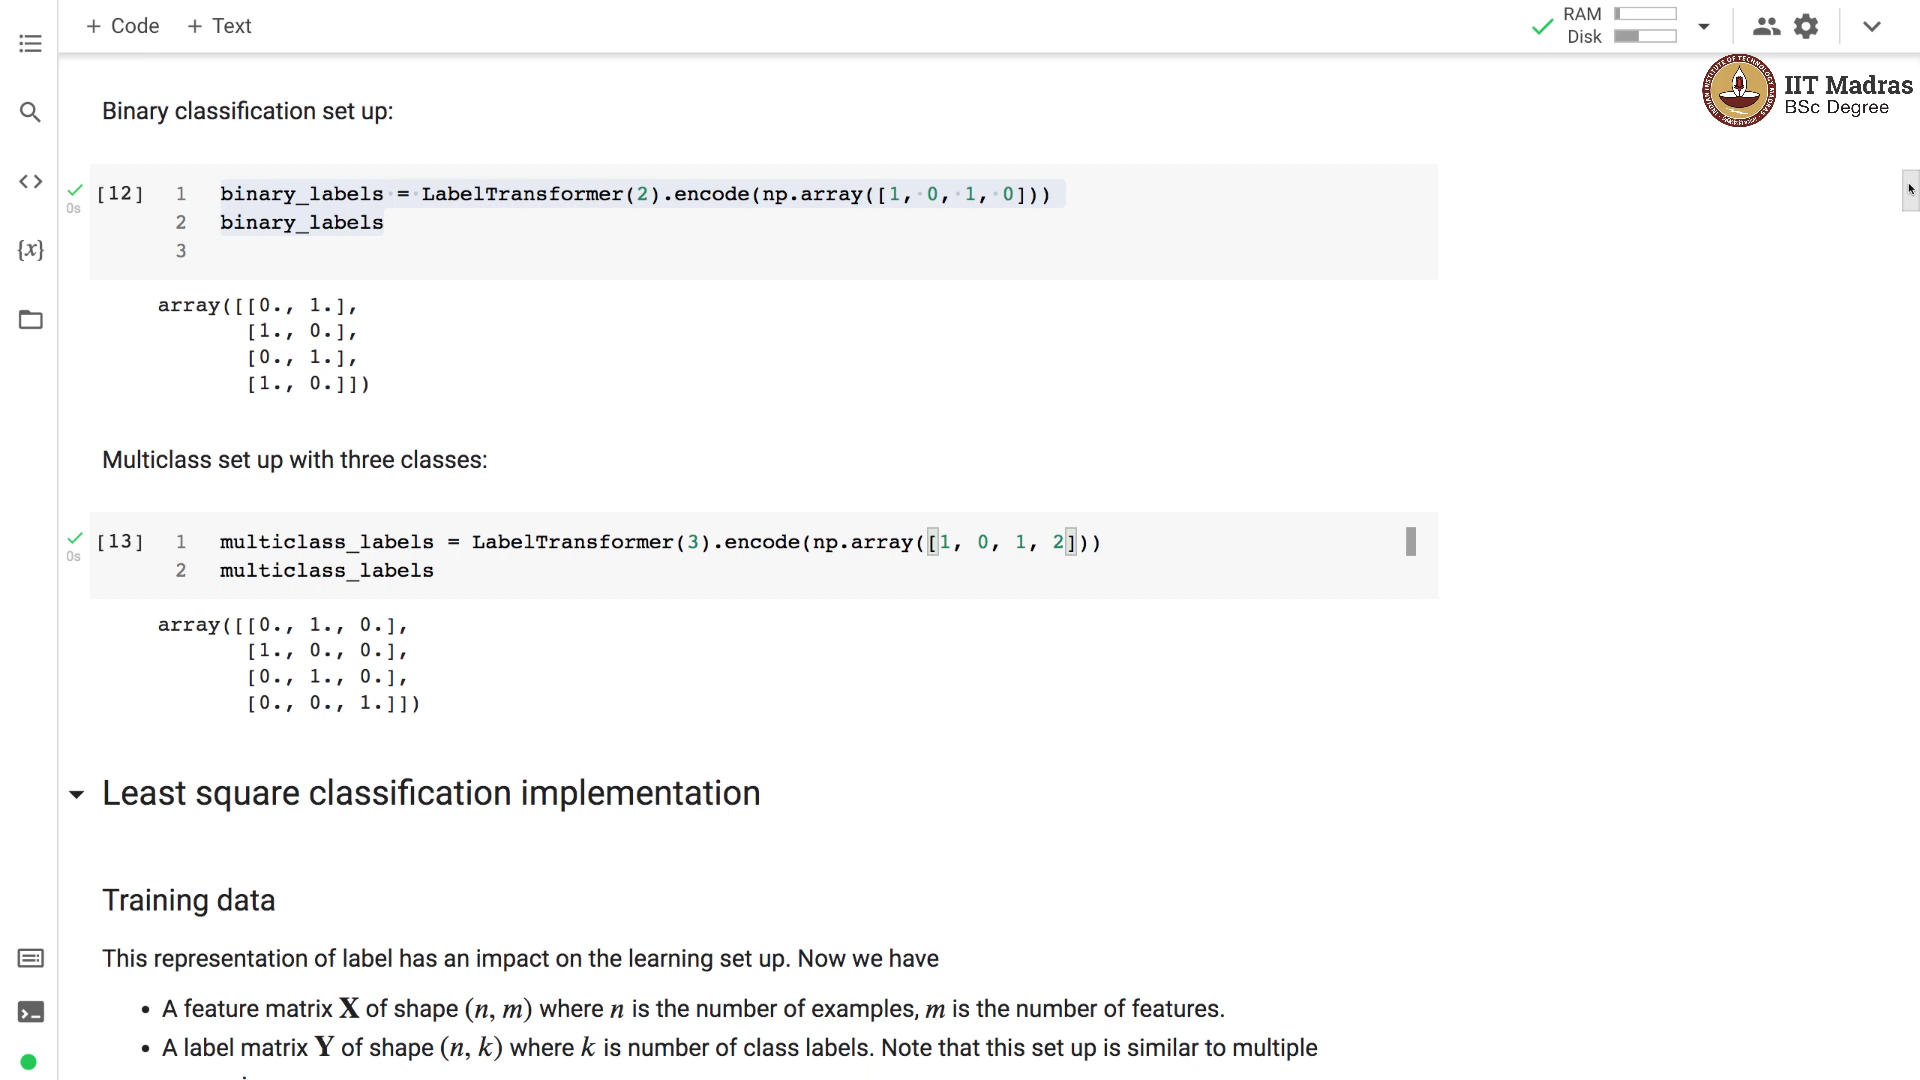 + Code + Text
RAM
Disk
IIT Madras
BSc Degree
Binary classification set up:
[12] 1 binary_labels = LabelTransformer(2).encode(np.array([1, 0, 1, 0]))
0s
2 binary_labels
3
array([[0., 1.],
[1., 0.],
[0., 1.],
[1., 0.]])
Multiclass set up with three classes:
[13] 1 multiclass_labels = LabelTransformer(3).encode(np.array([1, 0, 1, 2]))
0s
2 multiclass_labels
array([[0., 1., 0.],
[1., 0., 0.],
[0., 1., 0.],
[0., 0., 1.]])
Least square classification implementation
Training data
This representation of label has an impact on the learning set up. Now we have
• A feature matrix X of shape (n, m) where n is the number of examples, m is the number of features.
• A label matrix Y of shape (n, k) where k is number of class labels. Note that this set up is similar to multiple